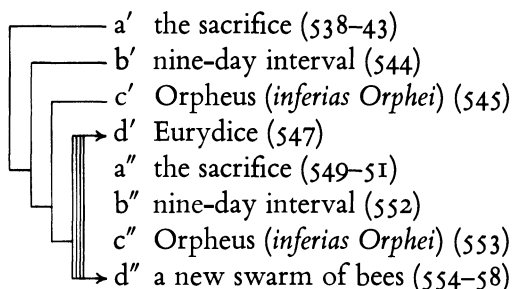 a′ the sacrifice (538–43)
b′ nine-day interval (544)
c′ Orpheus (inferias Orphei) (545)
d′ Eurydice (547)
a″ the sacrifice (549–51)
b″ nine-day interval (552)
c″ Orpheus (inferias Orphei) (553)
d″ a new swarm of bees (554–58)